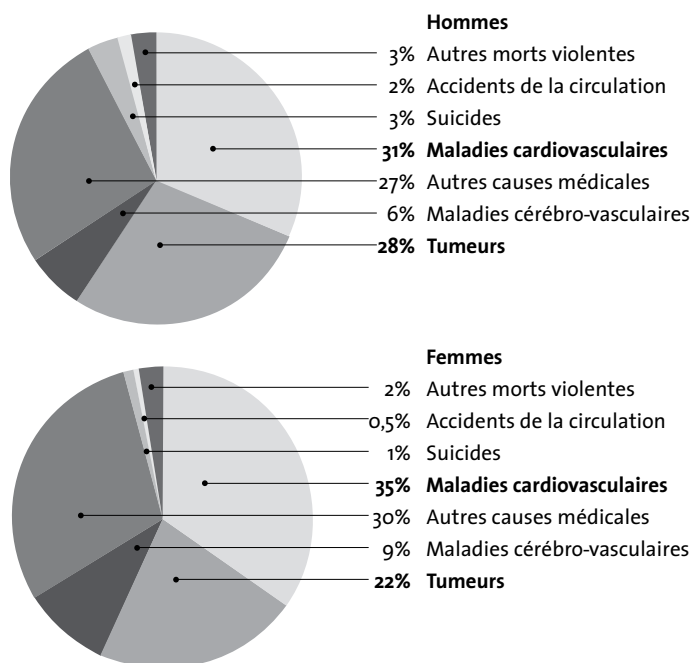 Hommes
3% Autres morts violentes
2% Accidents de la circulation
3% Suicides
31% Maladies cardiovasculaires
27% Autres causes médicales
6% Maladies cérébro-vasculaires
28% Tumeurs
Femmes
2% Autres morts violentes
0,5% Accidents de la circulation
1% Suicides
35% Maladies cardiovasculaires
30% Autres causes médicales
9% Maladies cérébro-vasculaires
22% Tumeurs